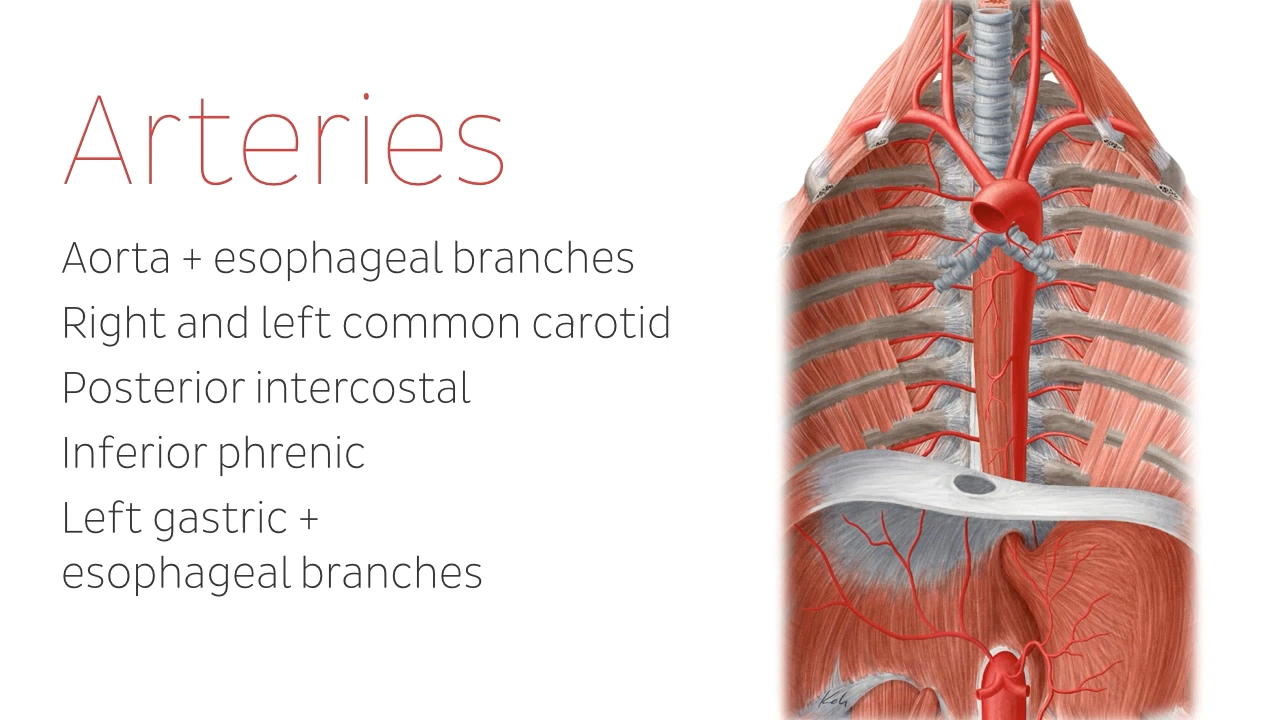 Arteries
Aorta + esophageal branches
Right and left common carotid
Posterior intercostal
Inferior phrenic
Left gastric +
esophageal branches